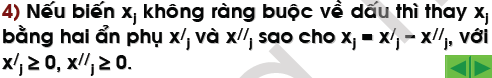 4) Nếu biến xⱼ không ràng buộc về dấu thì thay xⱼ
bằng hai ẩn phụ x/ⱼ và x//ⱼ sao cho xⱼ = x/ⱼ – x//ⱼ, với
x/ⱼ ≥ 0, x//ⱼ ≥ 0.